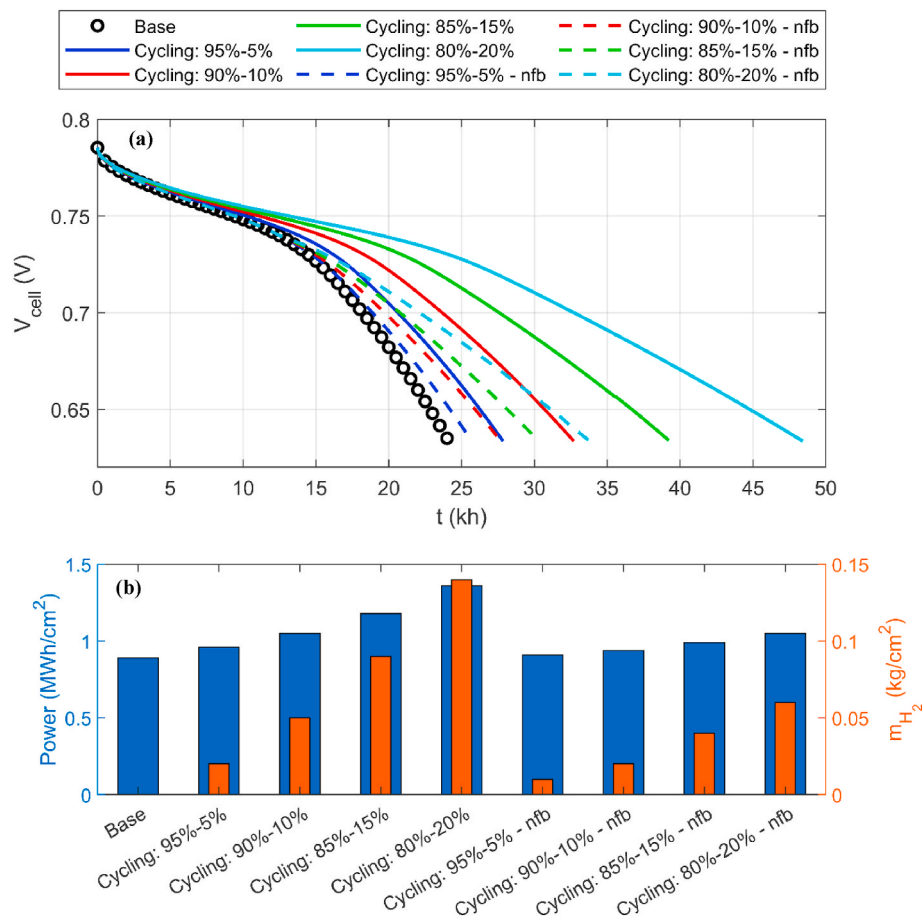 Base
Cycling: 85%-15%
Cycling: 90%-10% - nfb
Cycling: 95%-5%
Cycling: 80%-20%
Cycling: 85%-15% - nfb
Cycling: 90%-10%
Cycling: 95%-5% - nfb
Cycling: 80%-20% - nfb
(a)
V_cell (V)
0.8
0.75
0.7
0.65
0 5 10 15 20 25 30 35 40 45 50
t (kh)
(b)
Power (MWh/cm²)
1.5
1
0.5
0
0.15
0.1
0.05
0
m_H₂ (kg/cm²)
Base
Cycling: 95%-5%
Cycling: 90%-10%
Cycling: 85%-15%
Cycling: 80%-20%
Cycling: 95%-5% - nfb
Cycling: 90%-10% - nfb
Cycling: 85%-15% - nfb
Cycling: 80%-20% - nfb